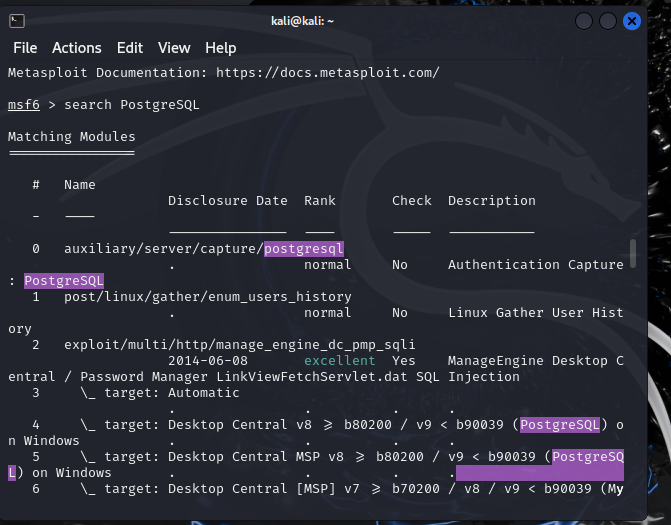 kali@kali: ~
File Actions Edit View Help
Metasploit Documentation: https://docs.metasploit.com/
msf6 > search PostgreSQL
Matching Modules
================
#   Name
Disclosure Date  Rank       Check  Description
-   ----
---------------  ----       -----  -----------
0   auxiliary/server/capture/postgresql
.                normal     No     Authentication Capture
: PostgreSQL
1   post/linux/gather/enum_users_history
.                normal     No     Linux Gather User Hist
ory
2   exploit/multi/http/manage_engine_dc_pmp_sqli
2014-06-08       excellent  Yes    ManageEngine Desktop C
entral / Password Manager LinkViewFetchServlet.dat SQL Injection
3     \_ target: Automatic
.                .          .      .
4     \_ target: Desktop Central v8 >= b80200 / v9 < b90039 (PostgreSQL) o
n Windows        .                .          .      .
5     \_ target: Desktop Central MSP v8 >= b80200 / v9 < b90039 (PostgreSQ
L) on Windows    .                .          .      .
6     \_ target: Desktop Central [MSP] v7 >= b70200 / v8 / v9 < b90039 (My